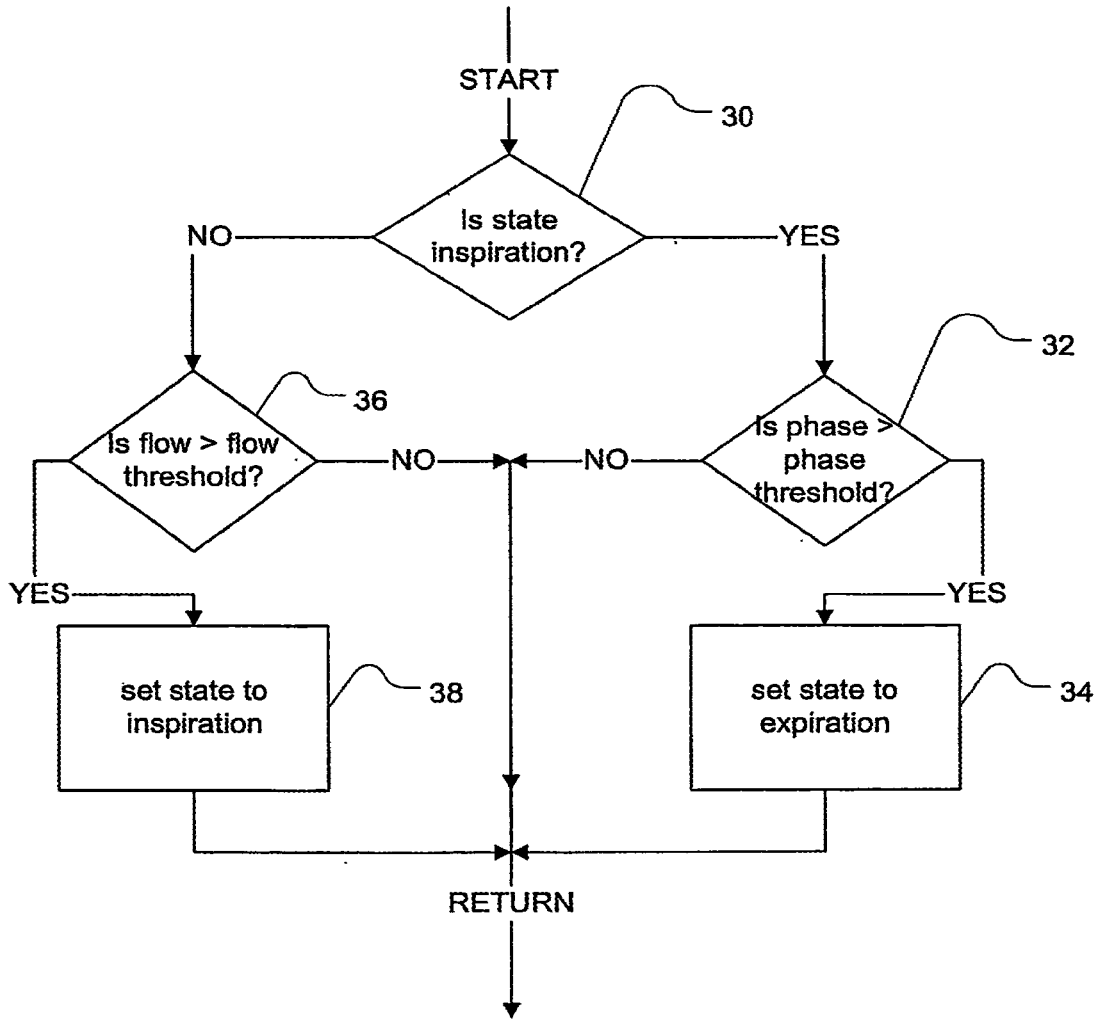 START
30
Is state
inspiration?
NO
YES
32
36
Is flow > flow
threshold?
NO
NO
Is phase >
phase
threshold?
YES
YES
set state to
inspiration
38
set state to
expiration
34
RETURN